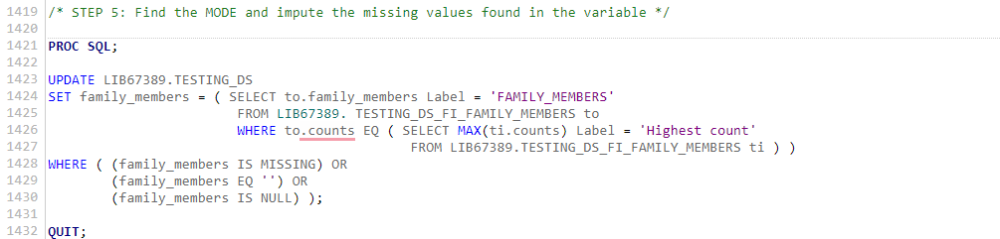 1419 /* STEP 5: Find the MODE and impute the missing values found in the variable */
1420
1421 PROC SQL;
1422
1423 UPDATE LIB67389.TESTING_DS
1424 SET family_members = ( SELECT to.family_members Label = 'FAMILY_MEMBERS'
1425 FROM LIB67389. TESTING_DS_FI_FAMILY_MEMBERS to
1426 WHERE to.counts EQ ( SELECT MAX(ti.counts) Label = 'Highest count'
1427 FROM LIB67389.TESTING_DS_FI_FAMILY_MEMBERS ti ) )
1428 WHERE ( (family_members IS MISSING) OR
1429 (family_members EQ '') OR
1430 (family_members IS NULL) );
1431
1432 QUIT;